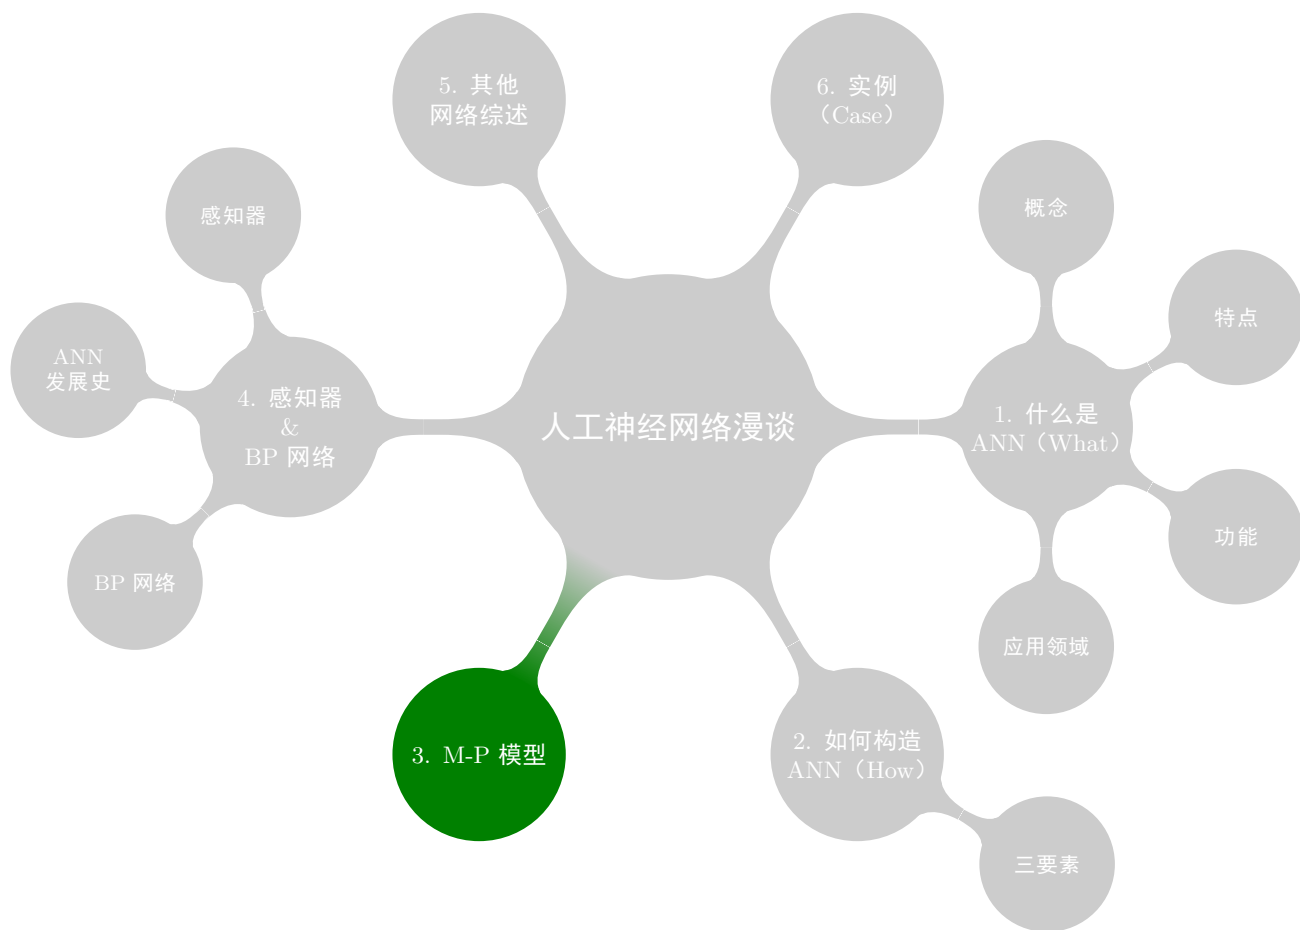 人工神经网络漫谈
1. 什么是
ANN（What）
概念
特点
功能
应用领域
2. 如何构造
ANN（How）
三要素
3. M-P 模型
4. 感知器
&
BP 网络
感知器
ANN
发展史
BP 网络
5. 其他
网络综述
6. 实例
（Case）